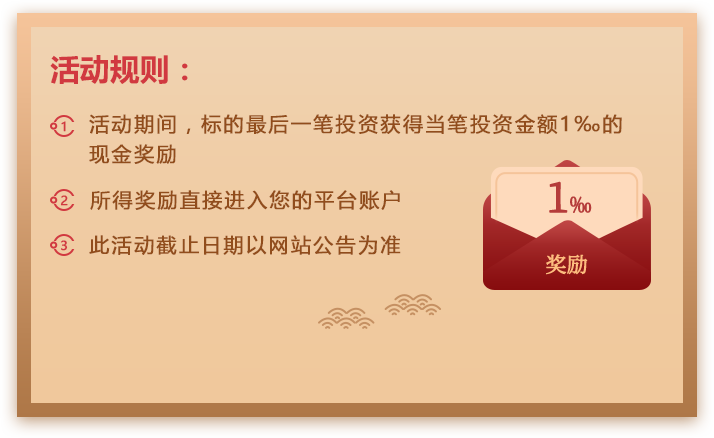 活动规则：
1 活动期间，标的最后一笔投资获得当笔投资金额1‰的
现金奖励
2 所得奖励直接进入您的平台账户
3 此活动截止日期以网站公告为准
1‰
奖励